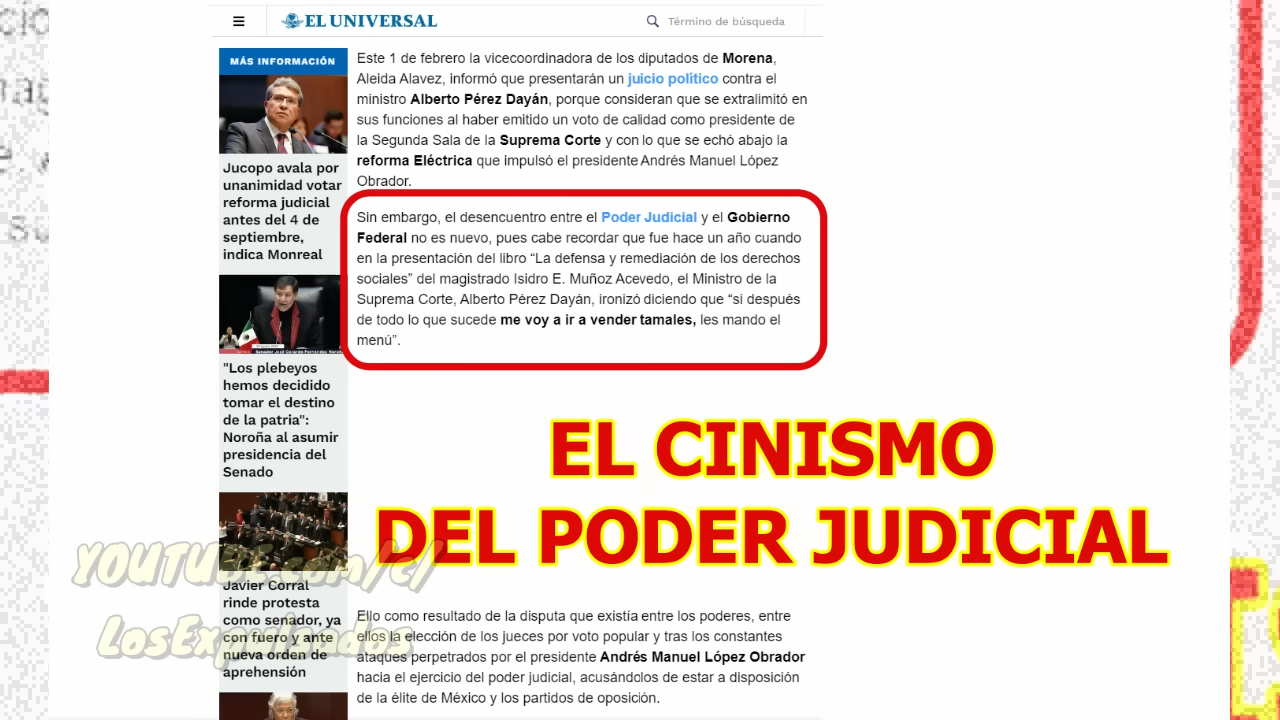 EL UNIVERSAL
Término de búsqueda
MÁS INFORMACIÓN
Jucopo avala por
unanimidad votar
reforma judicial
antes del 4 de
septiembre,
indica Monreal
"Los plebeyos
hemos decidido
tomar el destino
de la patria":
Noroña al asumir
presidencia del
Senado
Javier Corral
rinde protesta
como senador, ya
con fuero y ante
nueva orden de
aprehensión
Este 1 de febrero la vicecoordinadora de los diputados de Morena,
Aleida Alavez, informó que presentarán un juicio político contra el
ministro Alberto Pérez Dayán, porque consideran que se extralimitó en
sus funciones al haber emitido un voto de calidad como presidente de
la Segunda Sala de la Suprema Corte y con lo que se echó abajo la
reforma Eléctrica que impulsó el presidente Andrés Manuel López
Obrador.
Sin embargo, el desencuentro entre el Poder Judicial y el Gobierno
Federal no es nuevo, pues cabe recordar que fue hace un año cuando
en la presentación del libro “La defensa y remediación de los derechos
sociales” del magistrado Isidro E. Muñoz Acevedo, el Ministro de la
Suprema Corte, Alberto Pérez Dayán, ironizó diciendo que “si después
de todo lo que sucede me voy a ir a vender tamales, les mando el
menú”.
EL CINISMO
DEL PODER JUDICIAL
Ello como resultado de la disputa que existía entre los poderes, entre
ellos la elección de los jueces por voto popular y tras los constantes
ataques perpetrados por el presidente Andrés Manuel López Obrador
hacia el ejercicio del poder judicial, acusándolos de estar a disposición
de la élite de México y los partidos de oposición.
YOUTUBE.com/c/
LosExpulsados